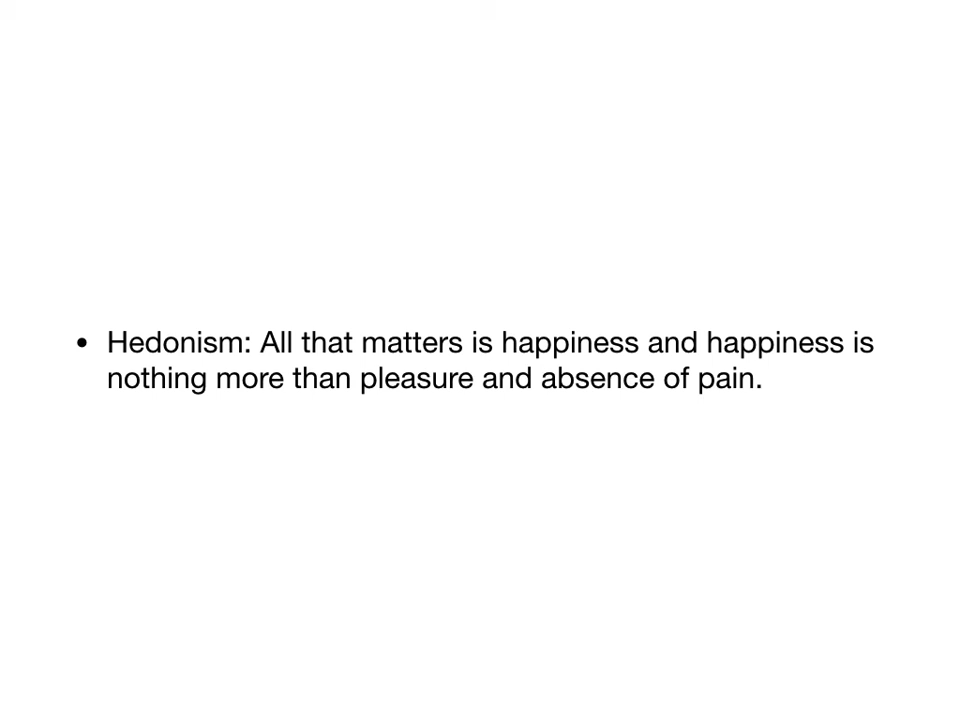 • Hedonism: All that matters is happiness and happiness is
nothing more than pleasure and absence of pain.